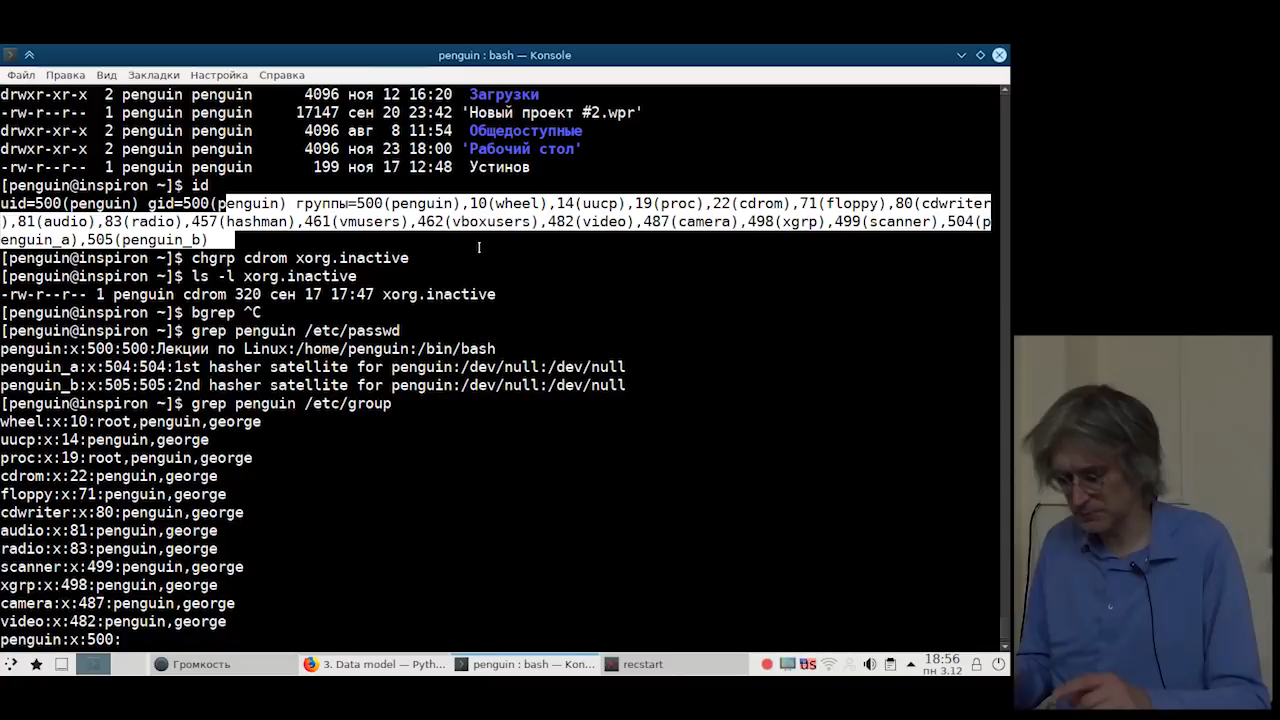 penguin : bash — Konsole
Файл Правка Вид Закладки Настройка Справка
drwxr-xr-x  2 penguin penguin      4096 ноя 12 16:20  Загрузки
-rw-r--r--  1 penguin penguin     17147 сен 20 23:42 'Новый проект #2.wpr'
drwxr-xr-x  2 penguin penguin      4096 авг  8 11:54  Общедоступные
drwxr-xr-x  2 penguin penguin      4096 ноя 23 18:00 'Рабочий стол'
-rw-r--r--  1 penguin penguin       199 ноя 17 12:48  Устинов
[penguin@inspiron ~]$ id
uid=500(penguin) gid=500(penguin) группы=500(penguin),10(wheel),14(uucp),19(proc),22(cdrom),71(floppy),80(cdwriter
),81(audio),83(radio),457(hashman),461(vmusers),462(vboxusers),482(video),487(camera),498(xgrp),499(scanner),504(p
enguin_a),505(penguin_b)
[penguin@inspiron ~]$ chgrp cdrom xorg.inactive
[penguin@inspiron ~]$ ls -l xorg.inactive
-rw-r--r-- 1 penguin cdrom 320 сен 17 17:47 xorg.inactive
[penguin@inspiron ~]$ bgrep ^C
[penguin@inspiron ~]$ grep penguin /etc/passwd
penguin:x:500:500:Лекции по Linux:/home/penguin:/bin/bash
penguin_a:x:504:504:1st hasher satellite for penguin:/dev/null:/dev/null
penguin_b:x:505:505:2nd hasher satellite for penguin:/dev/null:/dev/null
[penguin@inspiron ~]$ grep penguin /etc/group
wheel:x:10:root,penguin,george
uucp:x:14:penguin,george
proc:x:19:root,penguin,george
cdrom:x:22:penguin,george
floppy:x:71:penguin,george
cdwriter:x:80:penguin,george
audio:x:81:penguin,george
radio:x:83:penguin,george
scanner:x:499:penguin,george
xgrp:x:498:penguin,george
camera:x:487:penguin,george
video:x:482:penguin,george
penguin:x:500:
Громкость 3. Data model — Pyth... penguin : bash — Kon... recstart US 18:56
пн 3.12